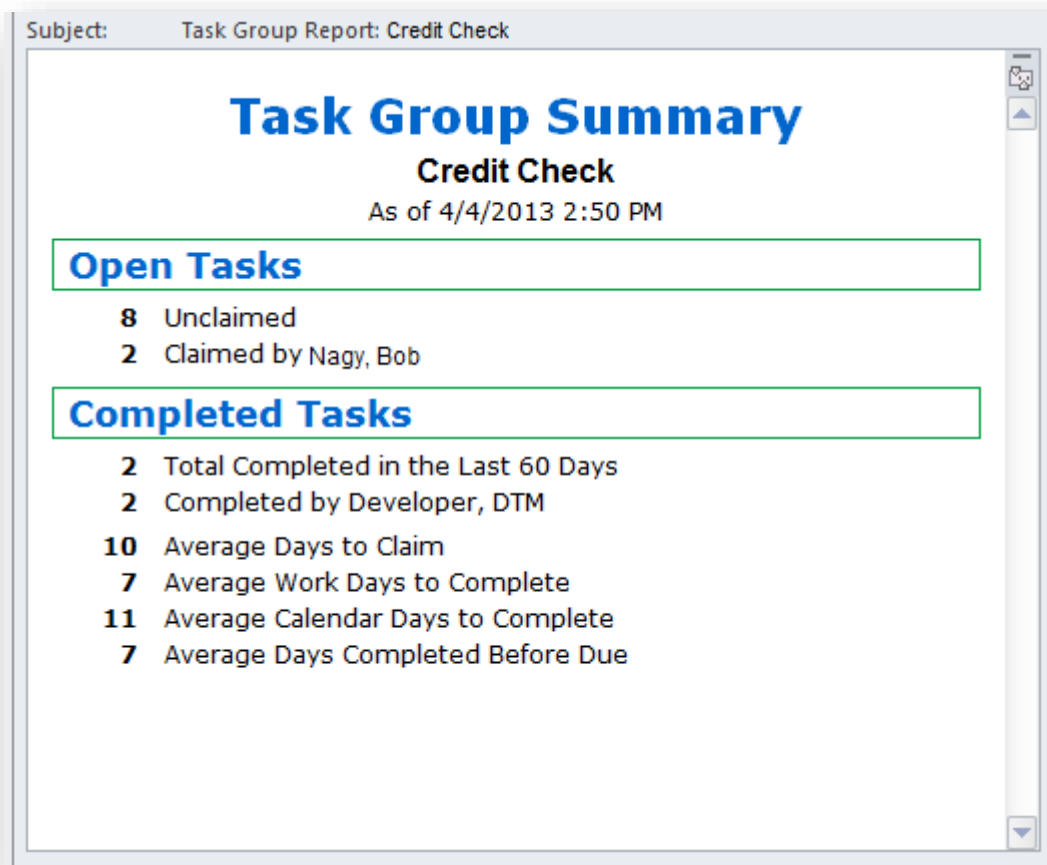 Subject: Task Group Report: Credit Check
Task Group Summary
Credit Check
As of 4/4/2013 2:50 PM
Open Tasks
8 Unclaimed
2 Claimed by Nagy, Bob
Completed Tasks
2 Total Completed in the Last 60 Days
2 Completed by Developer, DTM
10 Average Days to Claim
7 Average Work Days to Complete
11 Average Calendar Days to Complete
7 Average Days Completed Before Due